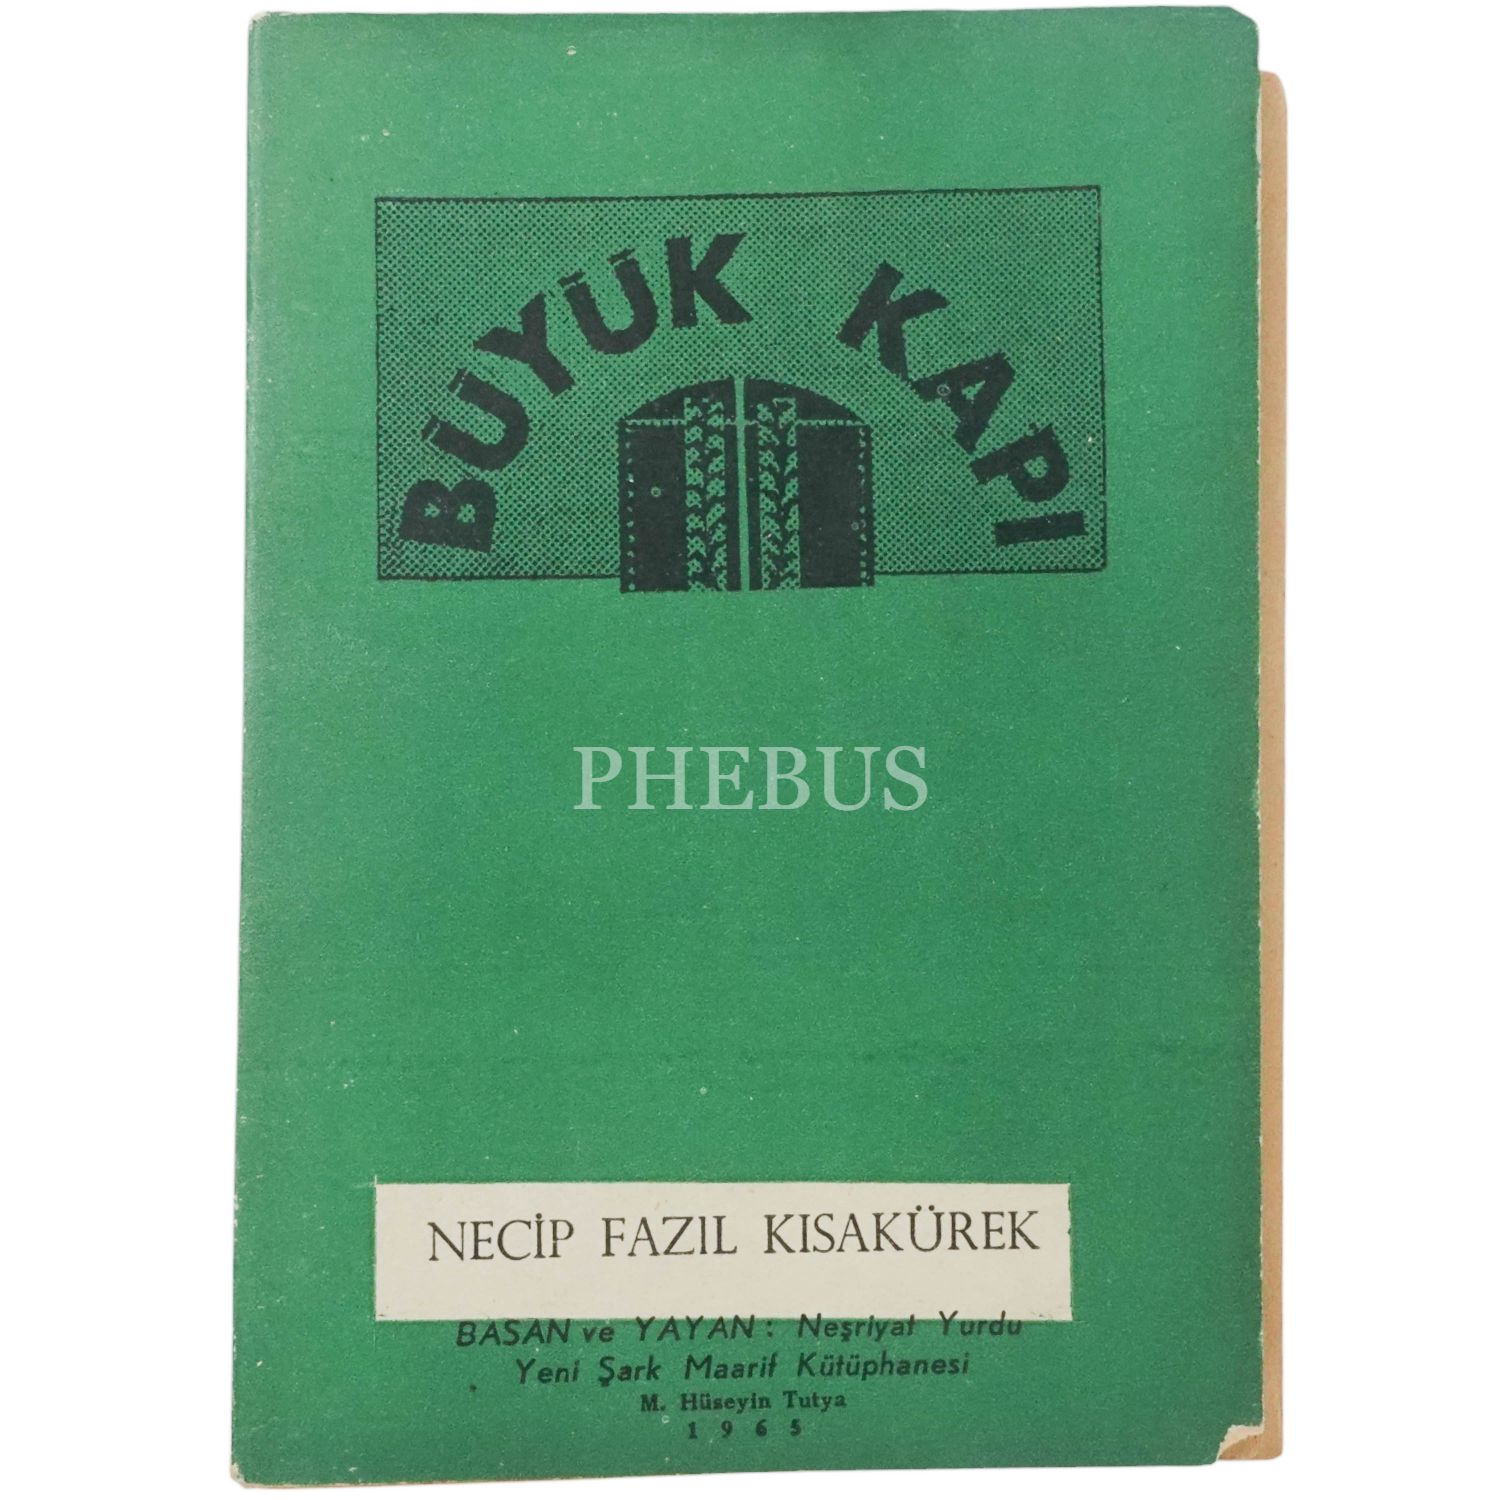 BÜYÜK KAPI
PHEBUS
NECİP FAZIL KISAKÜREK
BASAN ve YAYAN: Neşriyat Yurdu
Yeni Şark Maarif Kütüphanesi
M. Hüseyin Tutya
1965